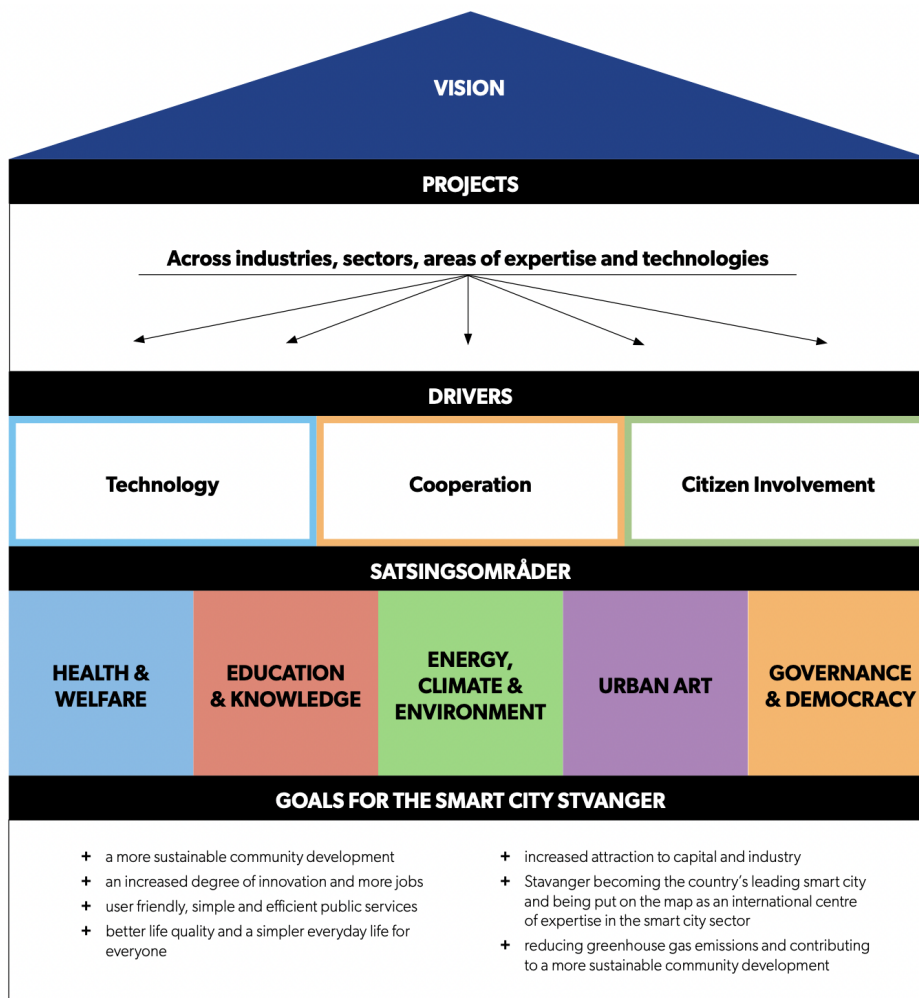 VISION
PROJECTS
Across industries, sectors, areas of expertise and technologies
DRIVERS
Technology
Cooperation
Citizen Involvement
SATSINGSOMRÅDER
HEALTH &
WELFARE
EDUCATION
& KNOWLEDGE
ENERGY,
CLIMATE &
ENVIRONMENT
URBAN ART
GOVERNANCE
& DEMOCRACY
GOALS FOR THE SMART CITY STVANGER
+ a more sustainable community development
+ an increased degree of innovation and more jobs
+ user friendly, simple and efficient public services
+ better life quality and a simpler everyday life for
everyone
+ increased attraction to capital and industry
+ Stavanger becoming the country's leading smart city
and being put on the map as an international centre
of expertise in the smart city sector
+ reducing greenhouse gas emissions and contributing
to a more sustainable community development